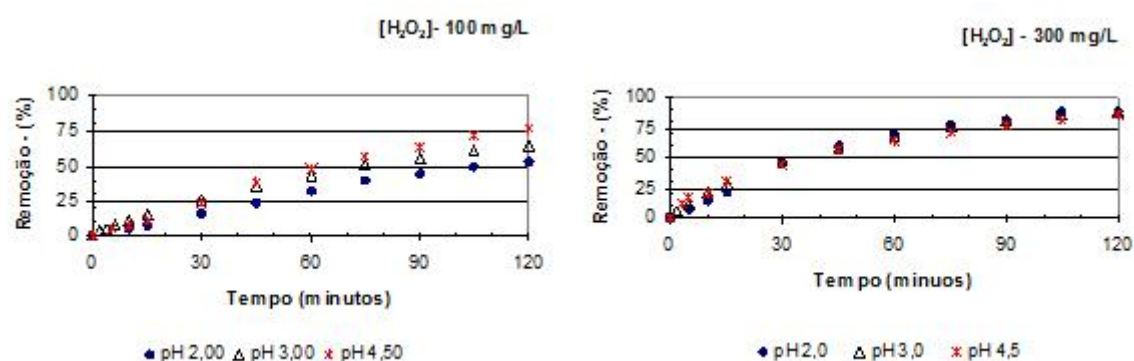 [H₂O₂]- 100 mg/L
Remoção - (%)
100
75
50
25
0
0 30 60 90 120
Tempo (minutos)
pH 2,00 pH 3,00 pH 4,50
[H₂O₂] - 300 mg/L
Remoção - (%)
100
75
50
25
0
0 30 60 90 120
Tempo (minuos)
pH 2,0 pH 3,0 pH 4,5